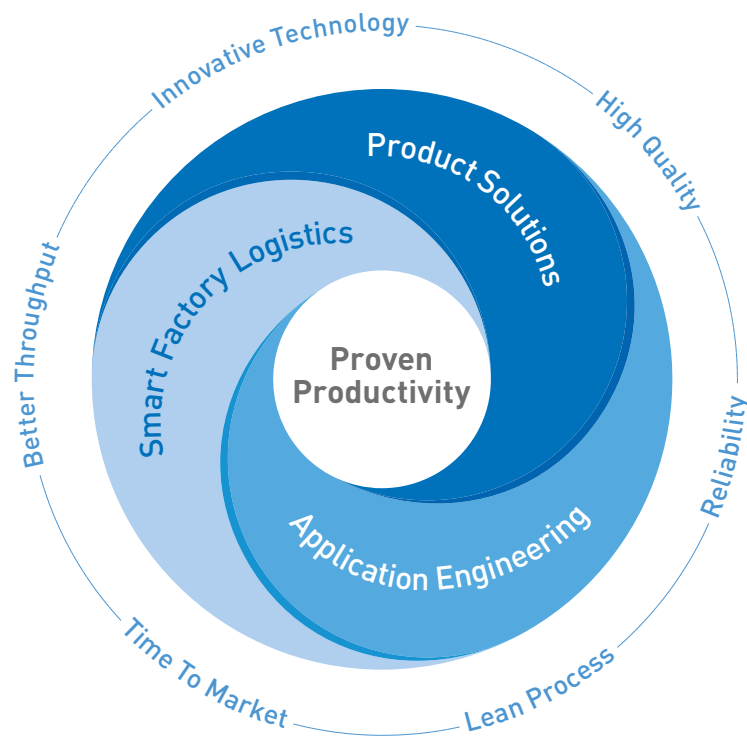 Innovative Technology
High Quality
Reliability
Lean Process
Time To Market
Better Throughput
Product Solutions
Application Engineering
Smart Factory Logistics
Proven
Productivity